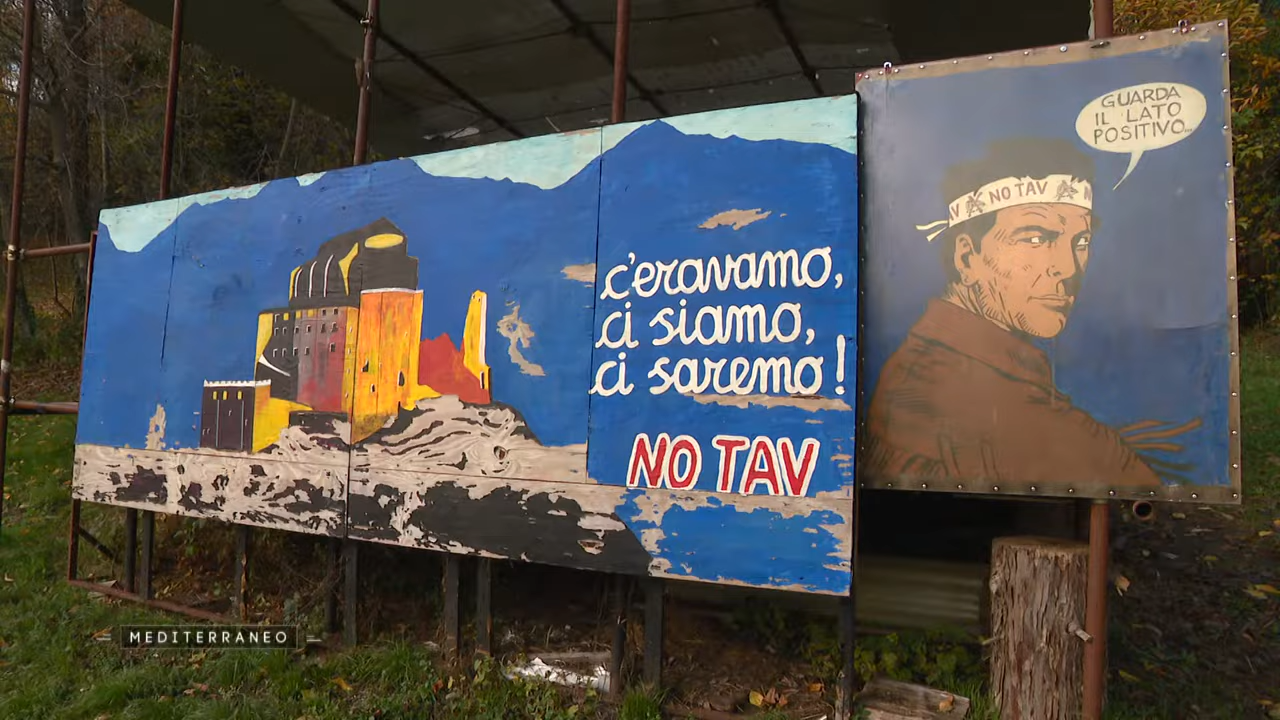 c'eravamo,
ci siamo,
ci saremo!
NO TAV
GUARDA
IL LATO
POSITIVO...
V NO TAV N
MEDITERRANEO